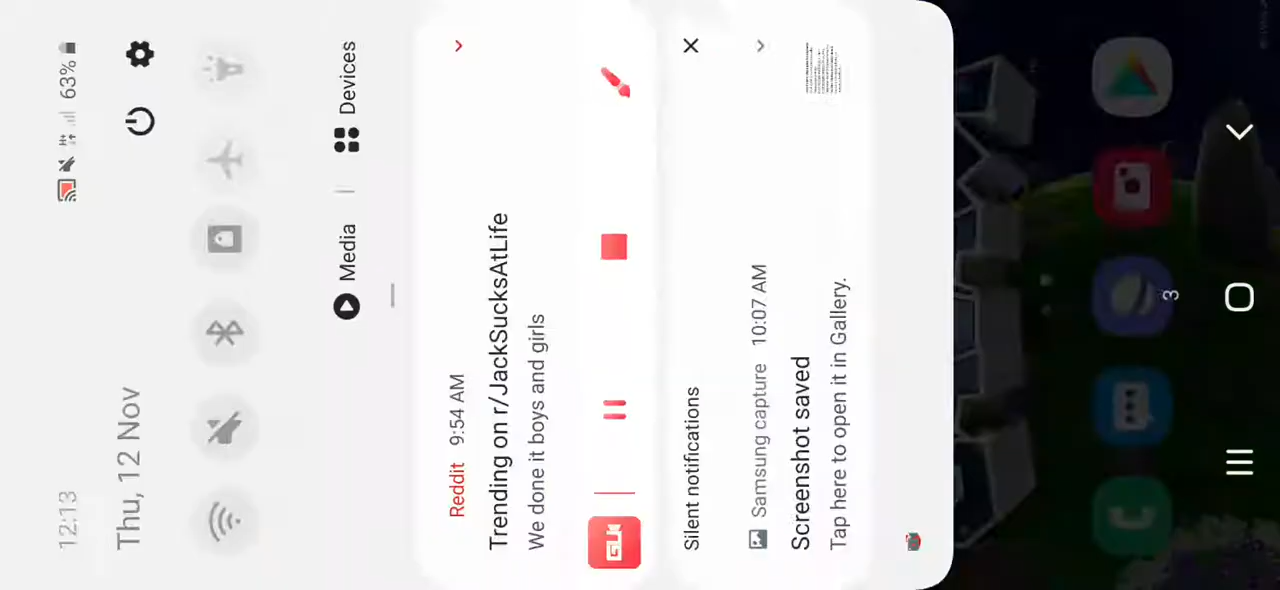 12:13 H+ 63%
Thu, 12 Nov
Media | Devices
Reddit 9:54 AM
Trending on r/JackSucksAtLife
We done it boys and girls
GU
Silent notifications
Samsung capture 10:07 AM
Screenshot saved
Tap here to open it in Gallery.
3